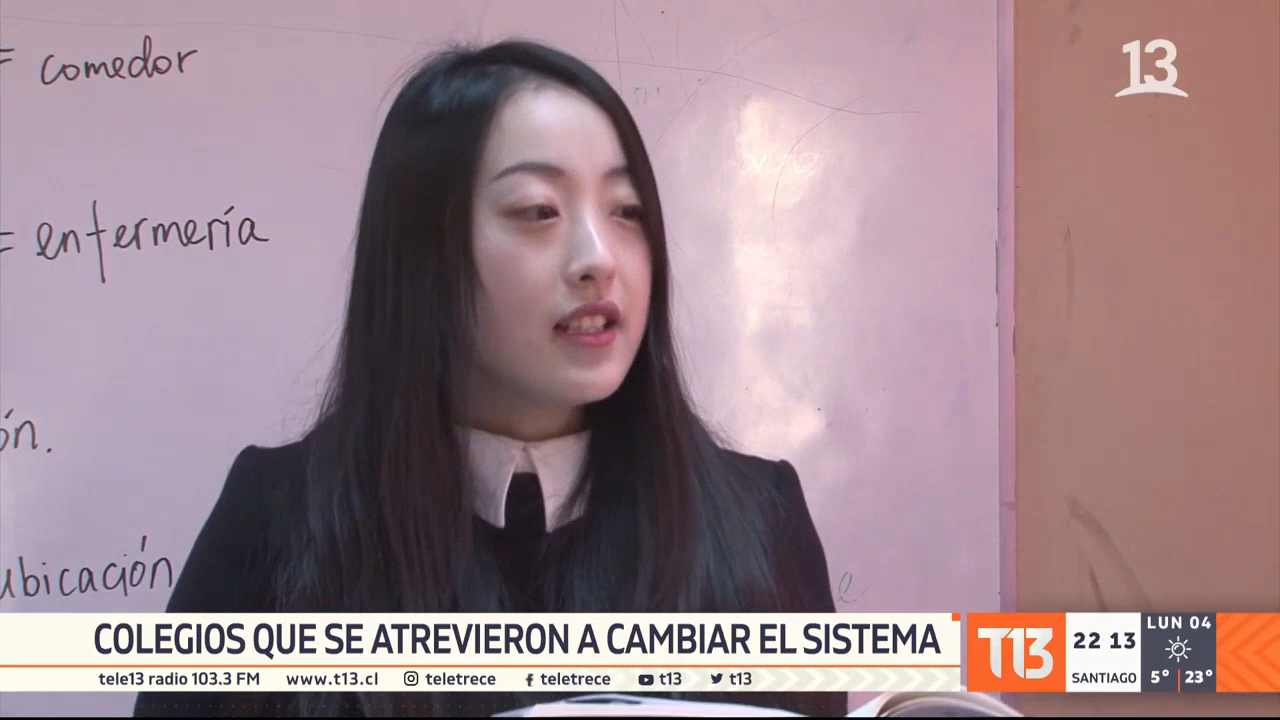 = comedor
13
= enfermería
ón.
ubicación
COLEGIOS QUE SE ATREVIERON A CAMBIAR EL SISTEMA
tele13 radio 103.3 FM www.t13.cl teletrece teletrece t13 t13
T13
22 13
SANTIAGO
LUN 04
5° 23°